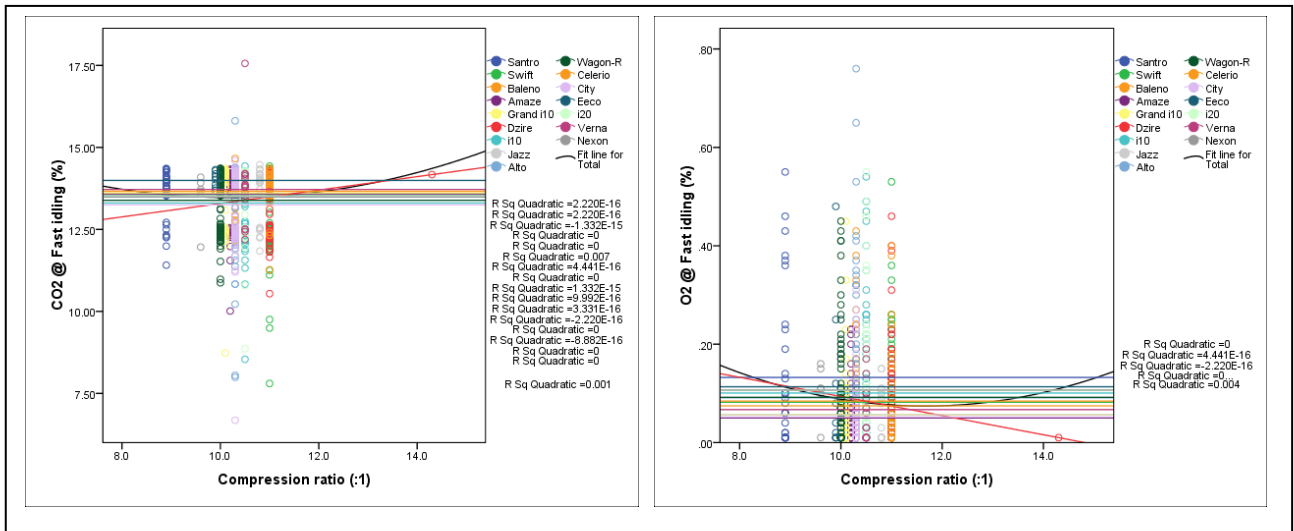 17.50
15.00
12.50
10.00
7.50
CO2 @ Fast idling (%)
8.0 10.0 12.0 14.0
Compression ratio (:1)
Santro Wagon-R
Swift Celerio
Baleno City
Amaze Eeco
Grand i10 i20
Dzire Verna
i10 Nexon
Jazz Fit line for
Alto Total
R Sq Quadratic =2.220E-16
R Sq Quadratic =2.220E-16
R Sq Quadratic =-1.332E-15
R Sq Quadratic =0
R Sq Quadratic =0
R Sq Quadratic =0.007
R Sq Quadratic =4.441E-16
R Sq Quadratic =0
R Sq Quadratic =1.332E-15
R Sq Quadratic =9.992E-16
R Sq Quadratic =3.331E-16
R Sq Quadratic =-2.220E-16
R Sq Quadratic =0
R Sq Quadratic =-8.882E-16
R Sq Quadratic =0
R Sq Quadratic =0
R Sq Quadratic =0.001
.80
.60
.40
.20
.00
O2 @ Fast idling (%)
8.0 10.0 12.0 14.0
Compression ratio (:1)
Santro Wagon-R
Swift Celerio
Baleno City
Amaze Eeco
Grand i10 i20
Dzire Verna
i10 Nexon
Jazz Fit line for
Alto Total
R Sq Quadratic =0
R Sq Quadratic =4.441E-16
R Sq Quadratic =-2.220E-16
R Sq Quadratic =0
R Sq Quadratic =0.004